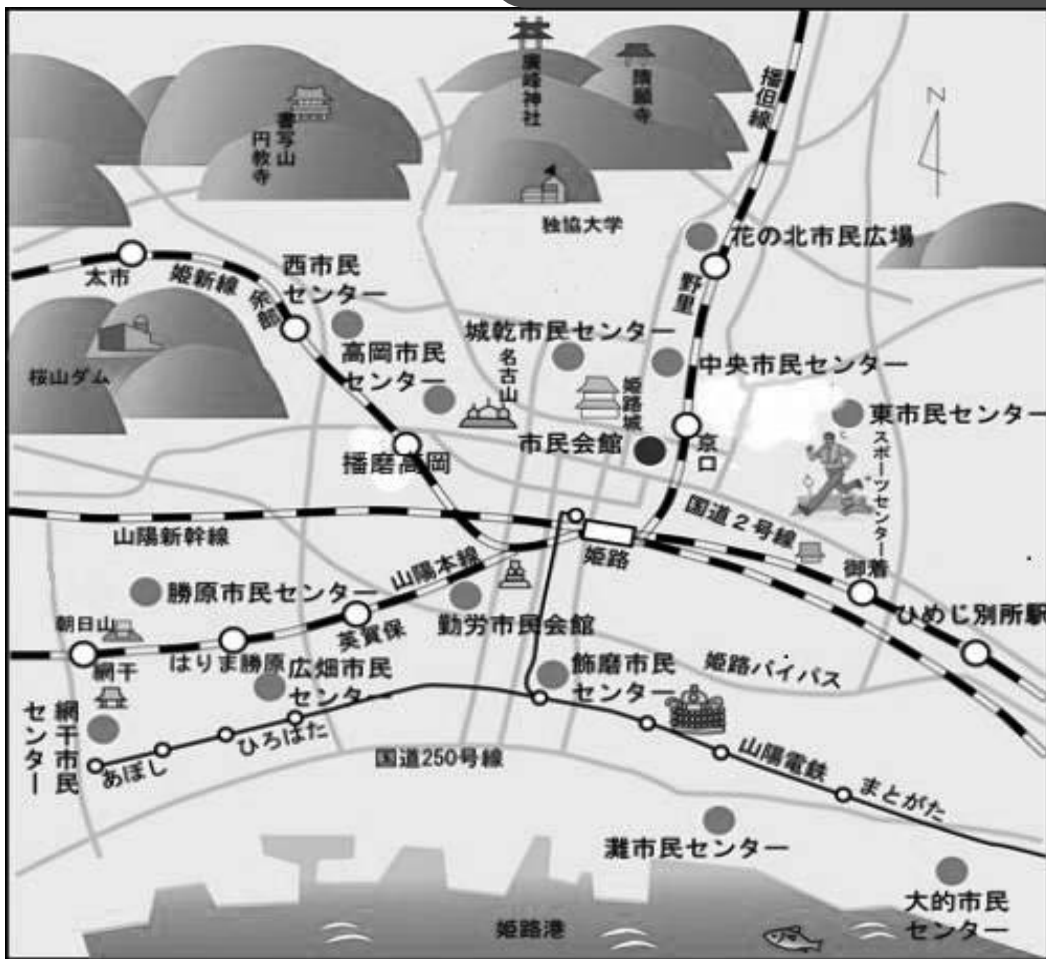 廣峰神社
隋願寺
播但線
N
書写山
円教寺
独協大学
花の北市民広場
太市
姫新線
余部
西市民
センター
野里
城乾市民センター
高岡市民
センター
名古山
中央市民センター
桜山ダム
姫路城
東市民センター
市民会館
京口
スポーツセンター
播磨高岡
国道2号線
山陽新幹線
姫路
山陽本線
御着
勝原市民センター
ひめじ別所駅
朝日山
英賀保
勤労市民会館
網干
はりま勝原
広畑市民
センター
飾磨市民
センター
姫路バイパス
網干市民
センター
ひろはた
あぼし
国道250号線
山陽電鉄
まとがた
灘市民センター
大的市民
センター
姫路港